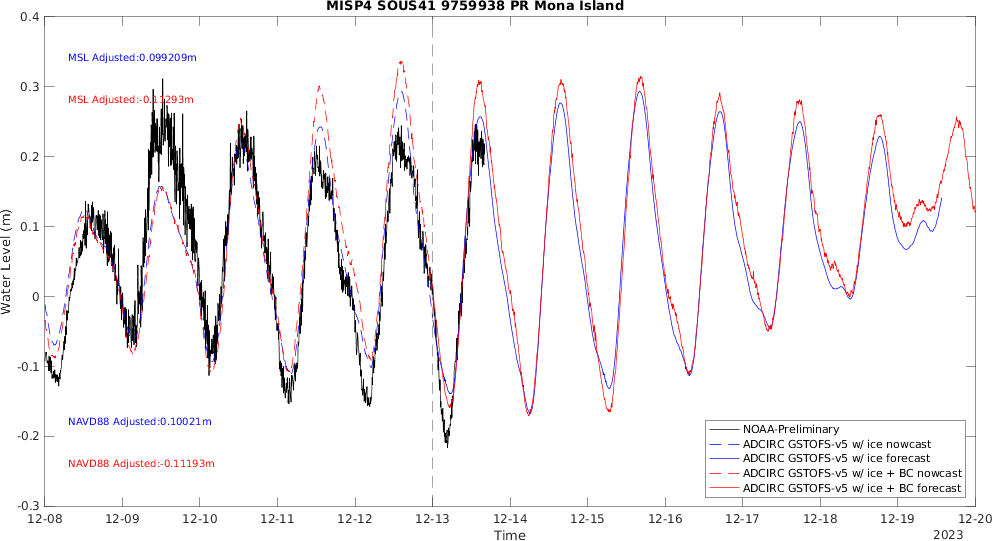 MISP4 SOUS41 9759938 PR Mona Island
0.4
0.3
0.2
0.1
0
-0.1
-0.2
-0.3
Water Level (m)
MSL Adjusted:0.099209m
MSL Adjusted:-0.11293m
NAVD88 Adjusted:0.10021m
NAVD88 Adjusted:-0.11193m
NOAA-Preliminary
ADCIRC GSTOFS-v5 w/ ice nowcast
ADCIRC GSTOFS-v5 w/ ice forecast
ADCIRC GSTOFS-v5 w/ ice + BC nowcast
ADCIRC GSTOFS-v5 w/ ice + BC forecast
12-08 12-09 12-10 12-11 12-12 12-13 12-14 12-15 12-16 12-17 12-18 12-19 12-20
Time
2023